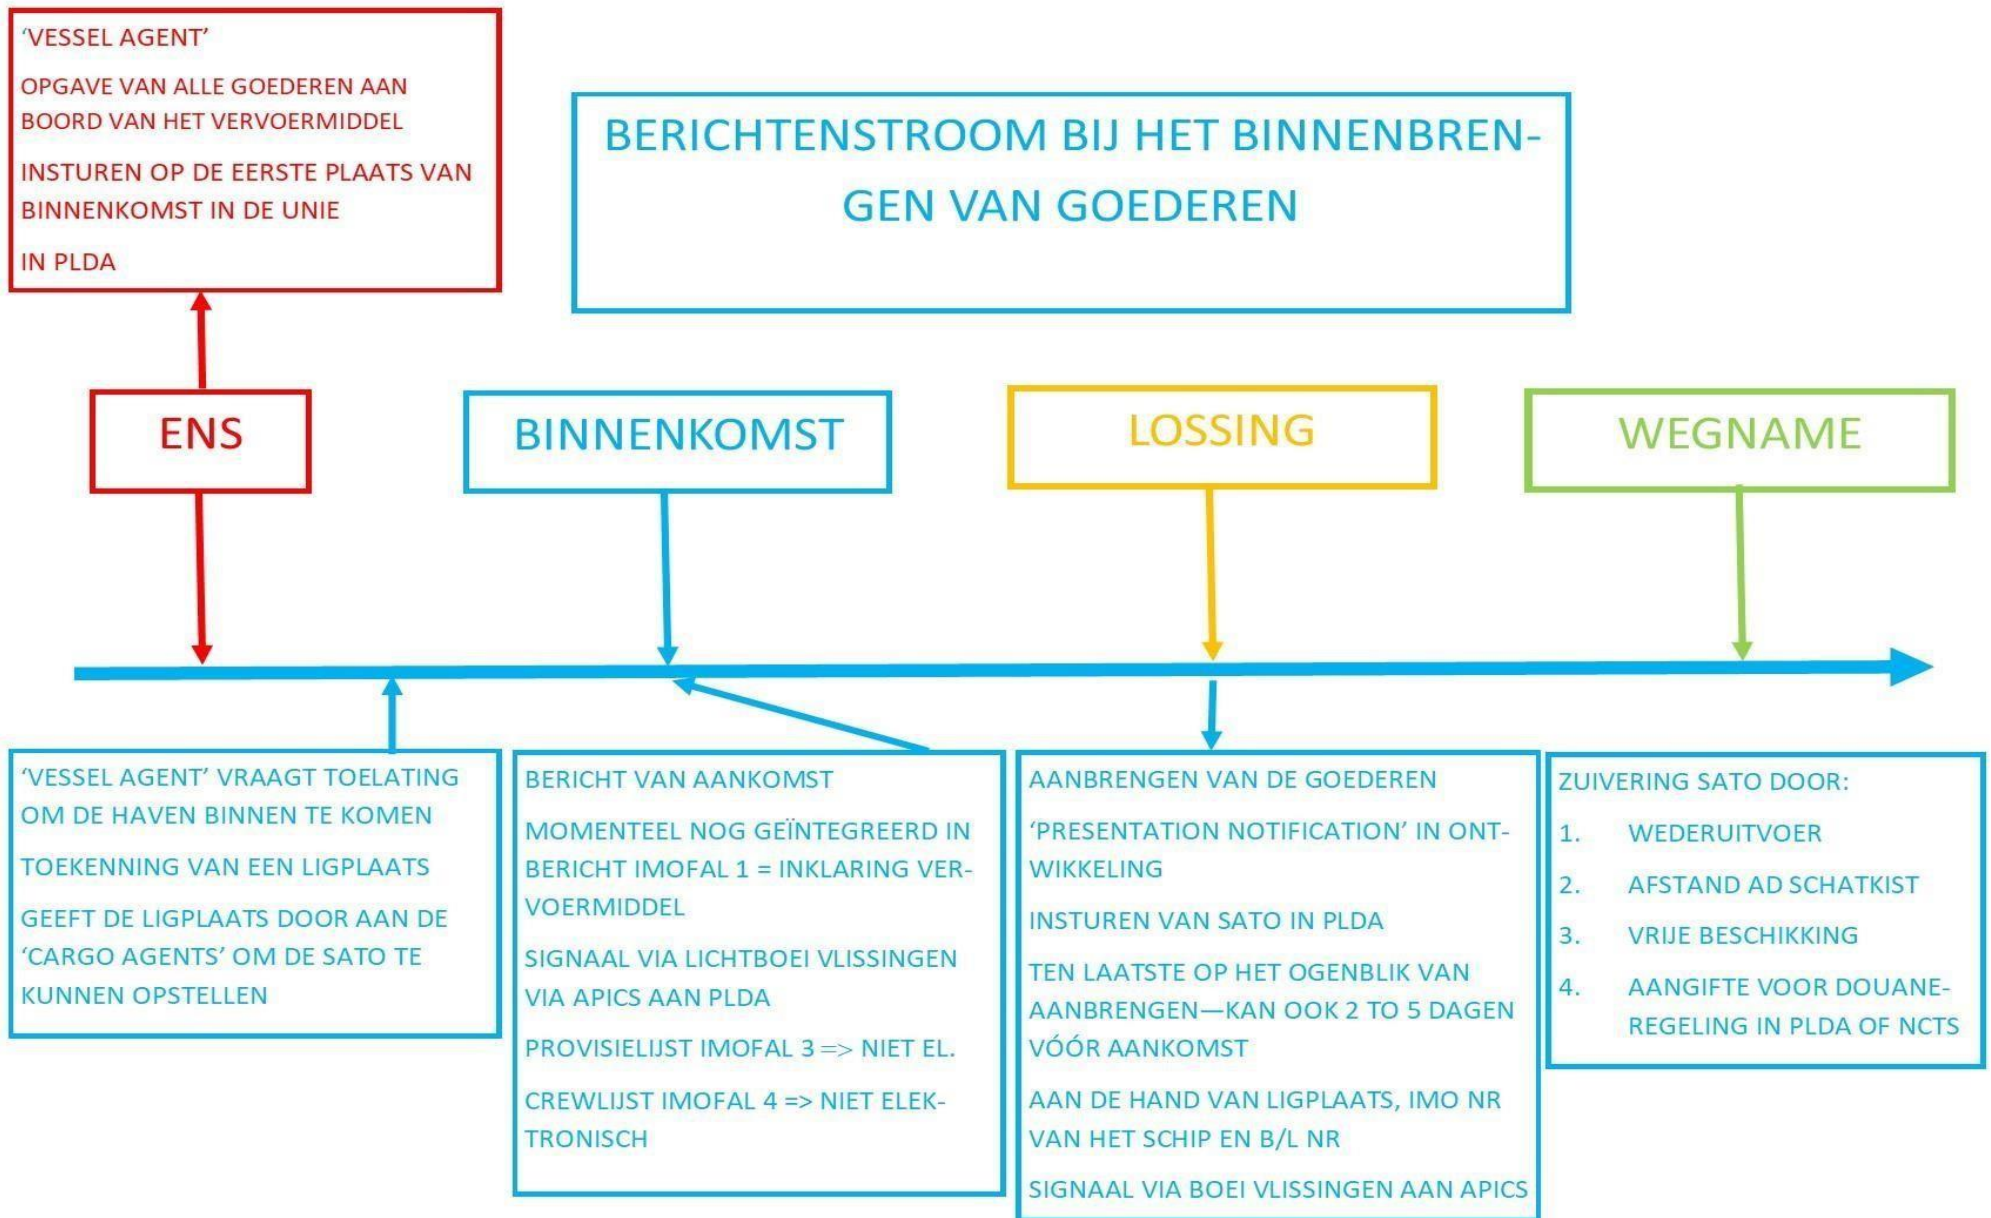 ‘VESSEL AGENT’
OPGAVE VAN ALLE GOEDEREN AAN
BOORD VAN HET VERVOERMIDDEL
INSTUREN OP DE EERSTE PLAATS VAN
BINNENKOMST IN DE UNIE
IN PLDA
BERICHTENSTROOM BIJ HET BINNENBREN-
GEN VAN GOEDEREN
ENS
BINNENKOMST
LOSSING
WEGNAME
‘VESSEL AGENT’ VRAAGT TOELATING
OM DE HAVEN BINNEN TE KOMEN
TOEKENNING VAN EEN LIGPLAATS
GEEFT DE LIGPLAATS DOOR AAN DE
‘CARGO AGENTS’ OM DE SATO TE
KUNNEN OPSTELLEN
BERICHT VAN AANKOMST
MOMENTEEL NOG GEÏNTEGREERD IN
BERICHT IMOFAL 1 = INKLARING VER-
VOERMIDDEL
SIGNAAL VIA LICHTBOEI VLISSINGEN
VIA APICS AAN PLDA
PROVISIELIJST IMOFAL 3 => NIET EL.
CREWLIJST IMOFAL 4 => NIET ELEK-
TRONISCH
AANBRENGEN VAN DE GOEDEREN
‘PRESENTATION NOTIFICATION’ IN ONT-
WIKKELING
INSTUREN VAN SATO IN PLDA
TEN LAATSTE OP HET OGENBLIK VAN
AANBRENGEN—KAN OOK 2 TO 5 DAGEN
VÓÓR AANKOMST
AAN DE HAND VAN LIGPLAATS, IMO NR
VAN HET SCHIP EN B/L NR
SIGNAAL VIA BOEI VLISSINGEN AAN APICS
ZUIVERING SATO DOOR:
1. WEDERUITVOER
2. AFSTAND AD SCHATKIST
3. VRIJE BESCHIKKING
4. AANGIFTE VOOR DOUANE-
REGELING IN PLDA OF NCTS